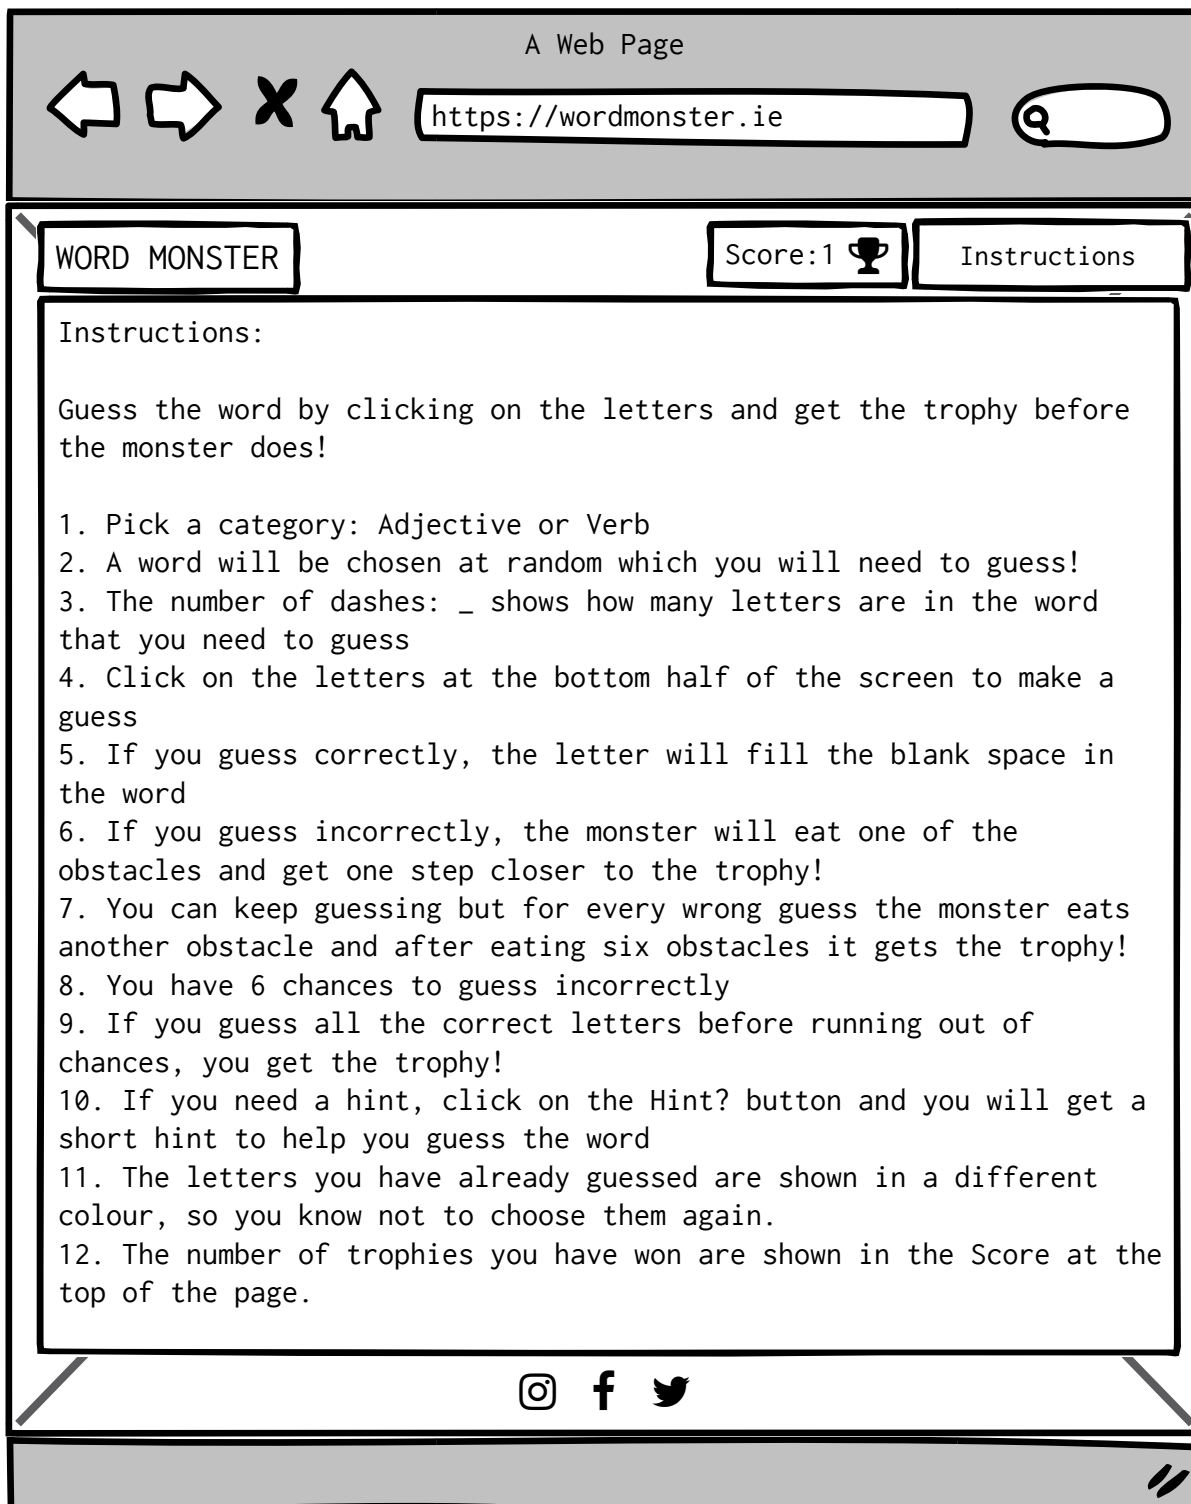 A Web Page
https://wordmonster.ie
WORD MONSTER
Score:1
Instructions
Instructions:
Guess the word by clicking on the letters and get the trophy before
the monster does!
1. Pick a category: Adjective or Verb
2. A word will be chosen at random which you will need to guess!
3. The number of dashes: _ shows how many letters are in the word
that you need to guess
4. Click on the letters at the bottom half of the screen to make a
guess
5. If you guess correctly, the letter will fill the blank space in
the word
6. If you guess incorrectly, the monster will eat one of the
obstacles and get one step closer to the trophy!
7. You can keep guessing but for every wrong guess the monster eats
another obstacle and after eating six obstacles it gets the trophy!
8. You have 6 chances to guess incorrectly
9. If you guess all the correct letters before running out of
chances, you get the trophy!
10. If you need a hint, click on the Hint? button and you will get a
short hint to help you guess the word
11. The letters you have already guessed are shown in a different
colour, so you know not to choose them again.
12. The number of trophies you have won are shown in the Score at the
top of the page.